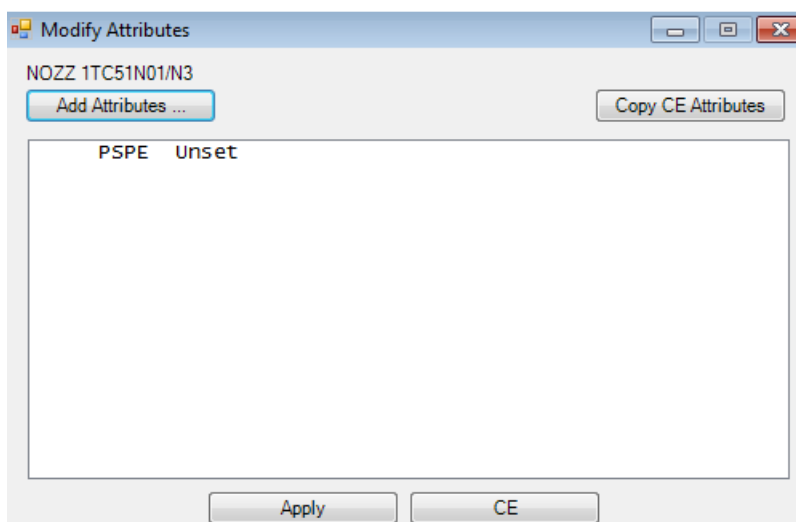 Modify Attributes
NOZZ 1TC51N01/N3
Add Attributes ...
Copy CE Attributes
PSPE Unset
Apply
CE